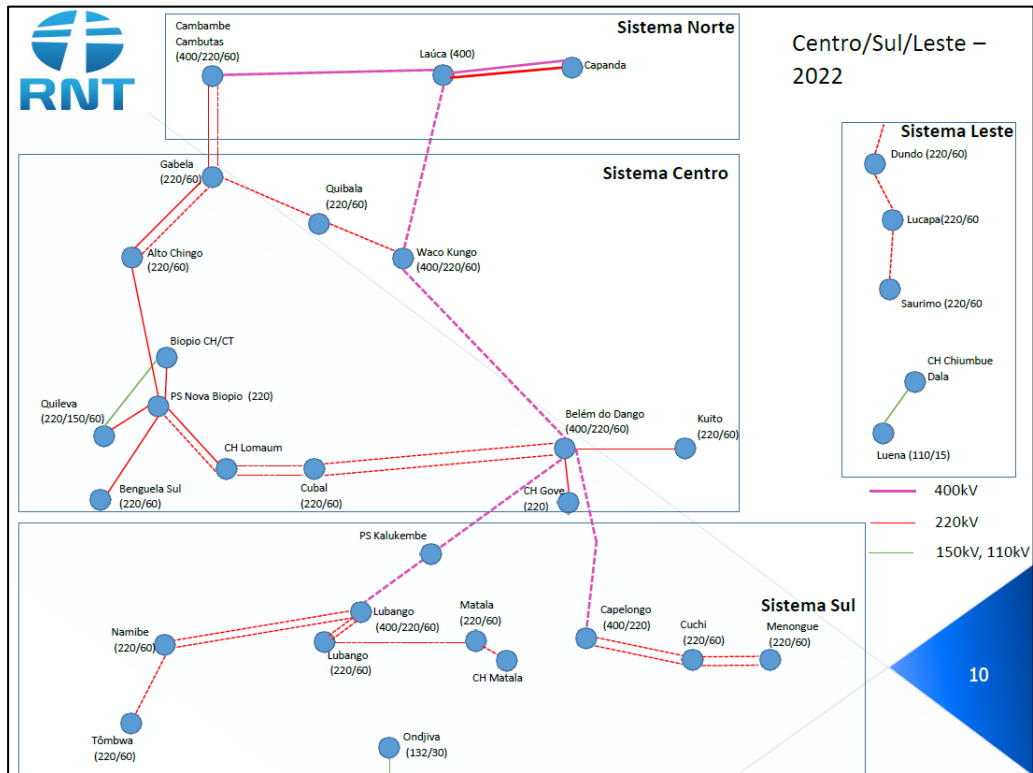 RNT
Sistema Norte
Cambambe
Cambutas
(400/220/60)
Laúca (400)
Capanda
Centro/Sul/Leste –
2022
Sistema Leste
Dundo (220/60)
Lucapa(220/60
Saurimo (220/60
CH Chiumbue
Dala
Luena (110/15)
Sistema Centro
Gabela
(220/60)
Quibala
(220/60)
Alto Chingo
(220/60)
Waco Kungo
(400/220/60)
Biopio CH/CT
Quileva
(220/150/60)
PS Nova Biopio (220)
Belém do Dango
(400/220/60)
Kuito
(220/60)
CH Lomaum
Cubal
(220/60)
Benguela Sul
(220/60)
CH Gove
(220)
400kV
220kV
150kV, 110kV
Sistema Sul
PS Kalukembe
Lubango
(400/220/60)
Matala
(220/60)
Capelongo
(400/220)
Cuchi
(220/60)
Menongue
(220/60)
Namibe
(220/60)
Lubango
(220/60)
CH Matala
Tômbwa
(220/60)
Ondjiva
(132/30)
10